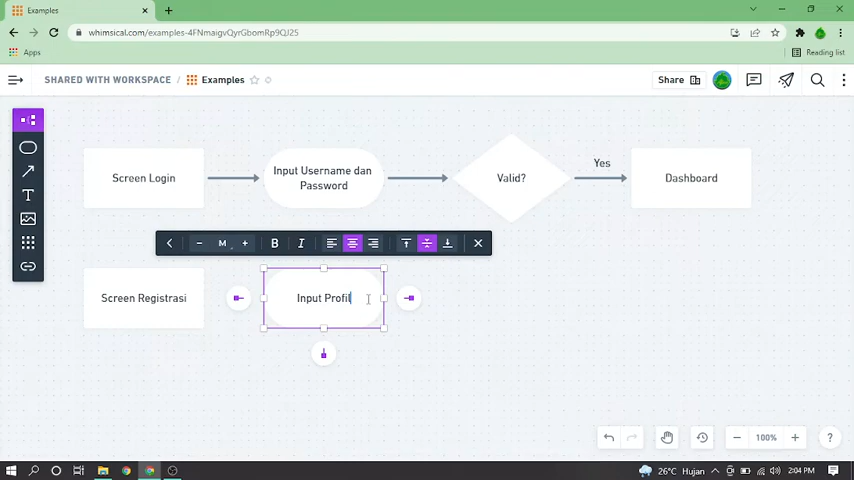 Examples
whimsical.com/examples-4FNmaigvQyrGbomRp9QJ25
Apps
Reading list
SHARED WITH WORKSPACE / Examples
Share
Screen Login
Input Username dan
Password
Valid?
Yes
Dashboard
M
B
I
T
Screen Registrasi
Input Profil
100%
?
26°C Hujan
2:04 PM